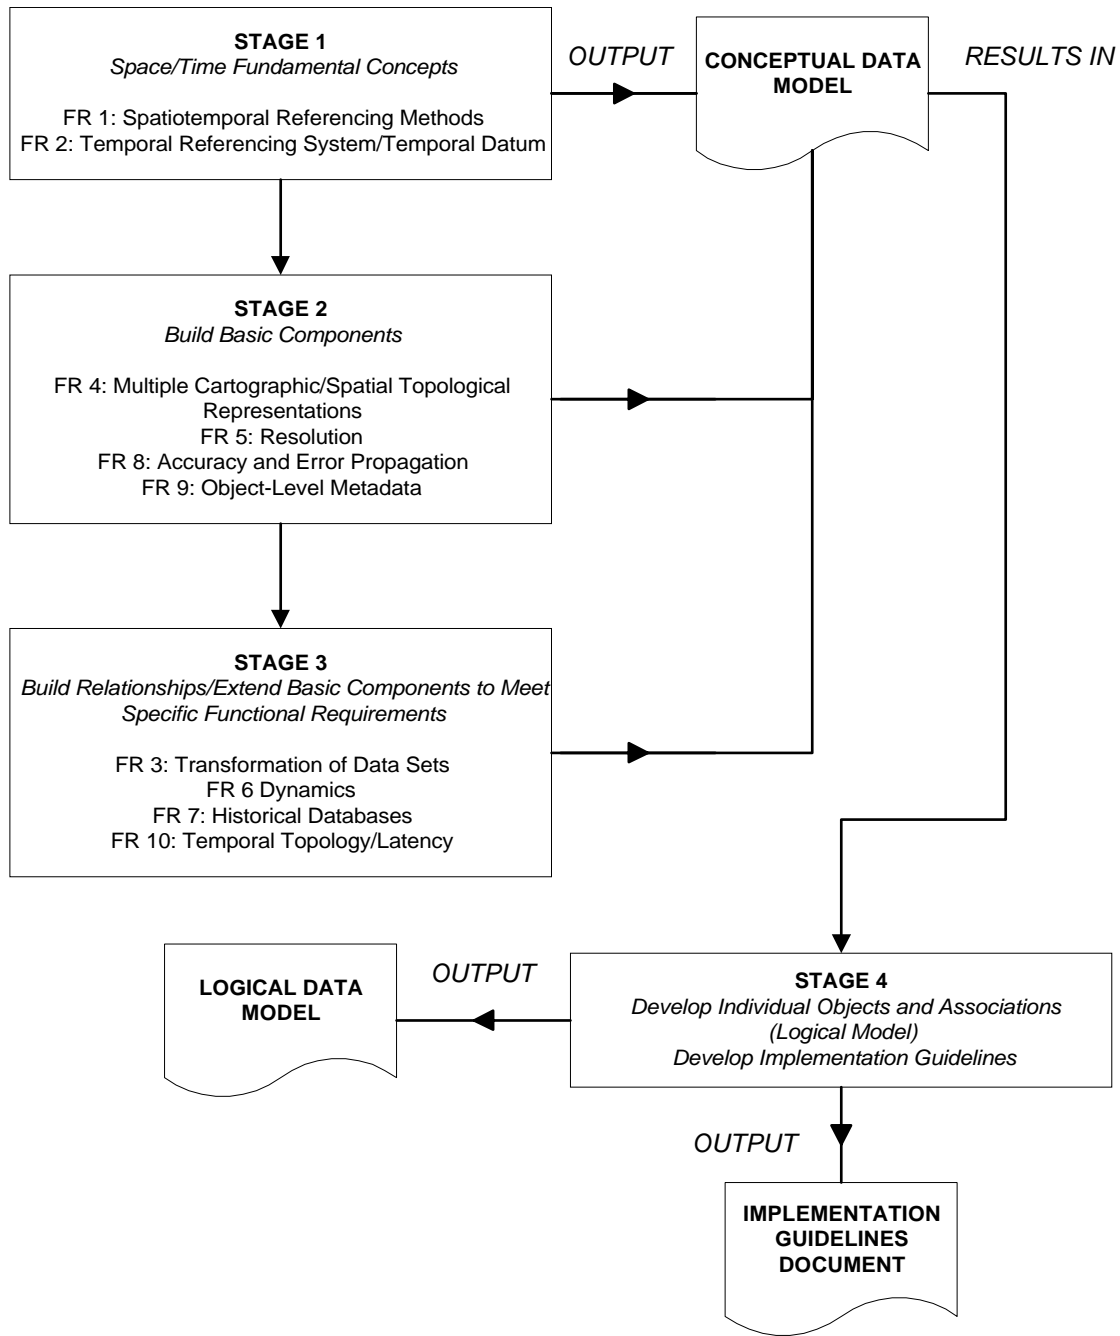 STAGE 1
Space/Time Fundamental Concepts
FR 1: Spatiotemporal Referencing Methods
FR 2: Temporal Referencing System/Temporal Datum
OUTPUT
CONCEPTUAL DATA
MODEL
RESULTS IN
STAGE 2
Build Basic Components
FR 4: Multiple Cartographic/Spatial Topological
Representations
FR 5: Resolution
FR 8: Accuracy and Error Propagation
FR 9: Object-Level Metadata
STAGE 3
Build Relationships/Extend Basic Components to Meet
Specific Functional Requirements
FR 3: Transformation of Data Sets
FR 6 Dynamics
FR 7: Historical Databases
FR 10: Temporal Topology/Latency
LOGICAL DATA
MODEL
OUTPUT
STAGE 4
Develop Individual Objects and Associations
(Logical Model)
Develop Implementation Guidelines
OUTPUT
IMPLEMENTATION
GUIDELINES
DOCUMENT